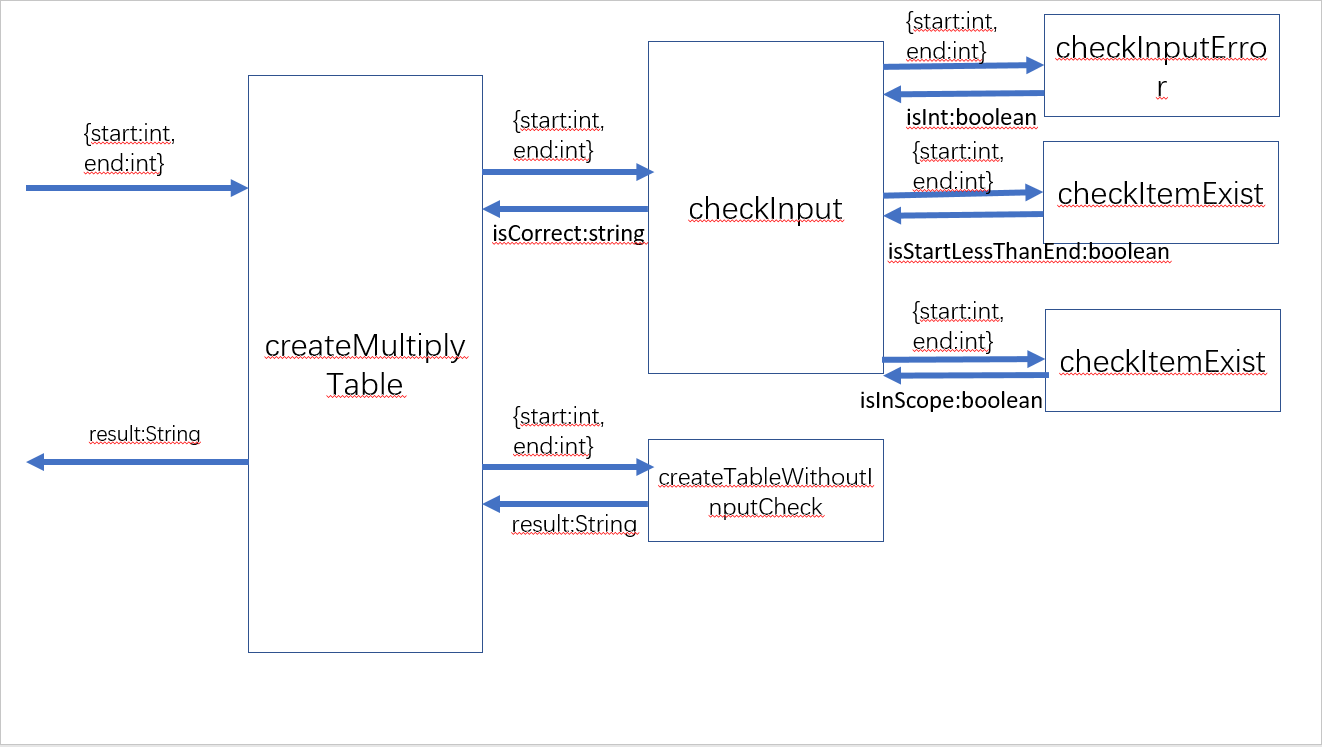 {start:int,
end:int}
result:String
createMultiply
Table
{start:int,
end:int}
isCorrect:string
{start:int,
end:int}
result:String
checkInput
createTableWithoutI
nputCheck
{start:int,
end:int}
isInt:boolean
{start:int,
end:int}
isStartLessThanEnd:boolean
{start:int,
end:int}
isInScope:boolean
checkInputErro
r
checkItemExist
checkItemExist